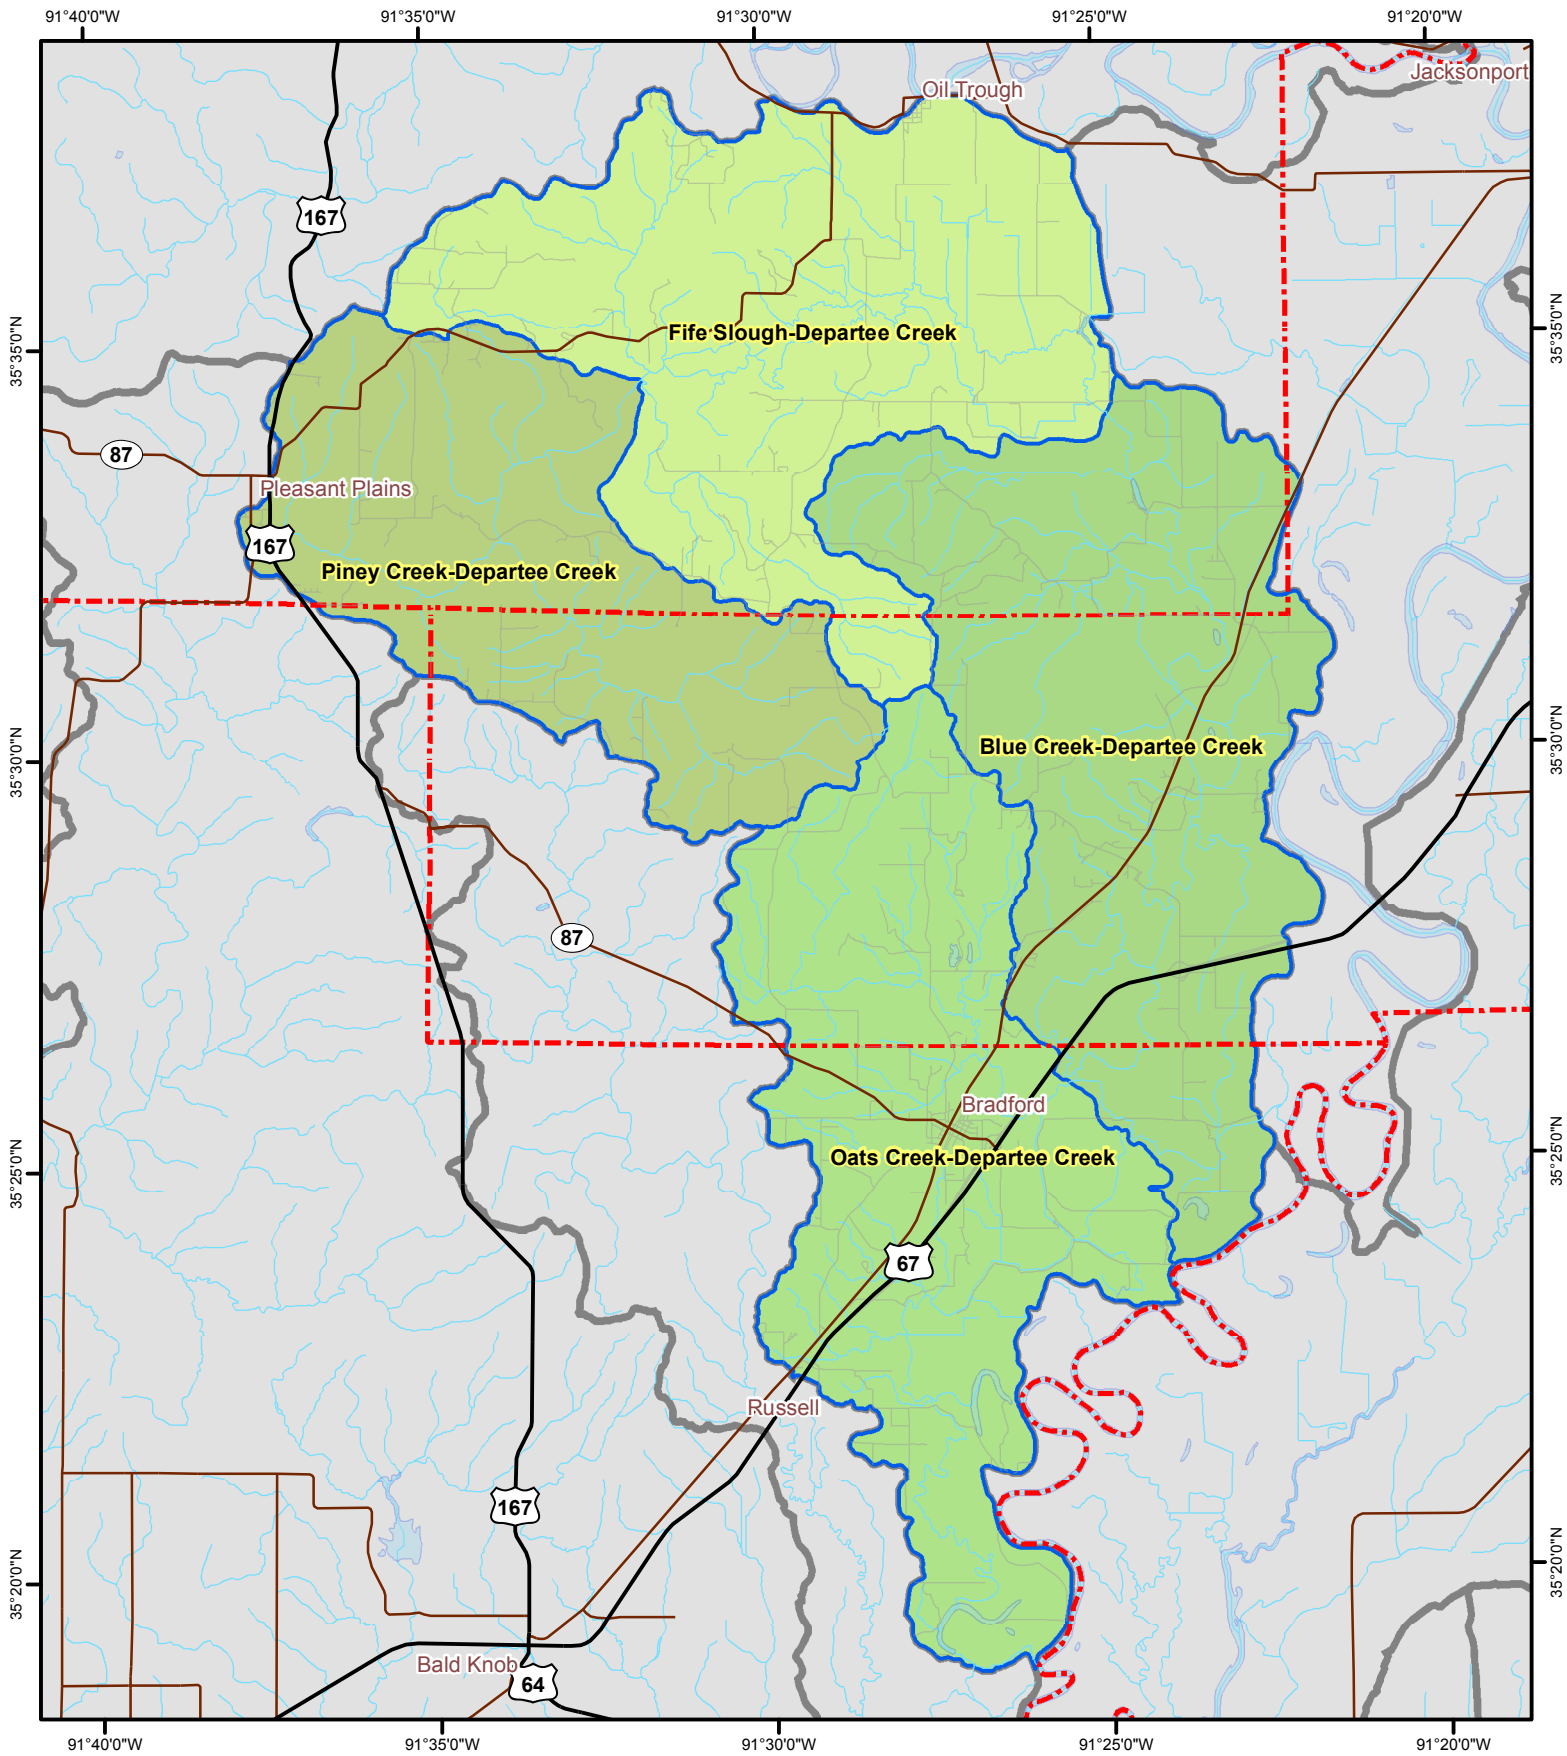 91°40'0"W 91°35'0"W 91°30'0"W 91°25'0"W 91°20'0"W
Jacksonport
Oil Trough
167
Fife Slough-Departee Creek
35°35'0"N 35°35'0"N
87
Pleasant Plains
167
Piney Creek-Departee Creek
Blue Creek-Departee Creek
35°30'0"N 35°30'0"N
87
Bradford
Oats Creek-Departee Creek
35°25'0"N 35°25'0"N
67
Russell
167
35°20'0"N 35°20'0"N
Bald Knob
64
91°40'0"W 91°35'0"W 91°30'0"W 91°25'0"W 91°20'0"W